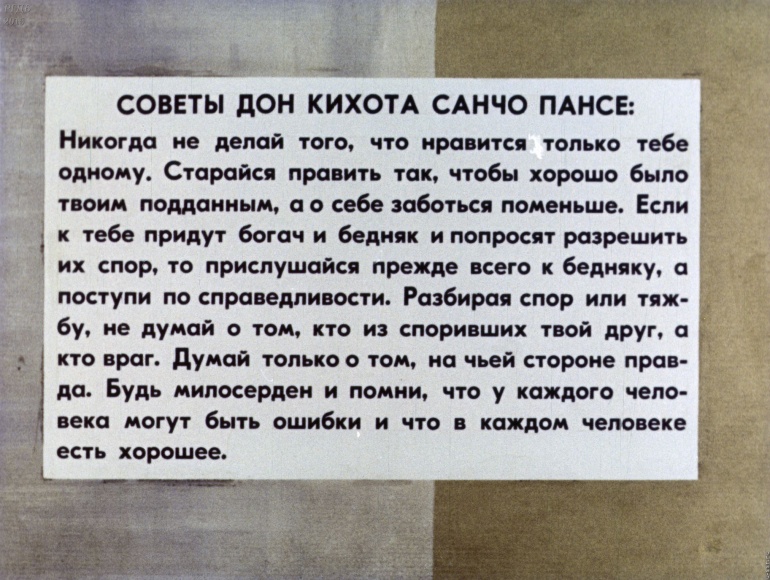 СОВЕТЫ ДОН КИХОТА САНЧО ПАНСЕ:
Никогда не делай того, что нравится только тебе
одному. Старайся править так, чтобы хорошо было
твоим подданным, а о себе заботься поменьше. Если
к тебе придут богач и бедняк и попросят разрешить
их спор, то прислушайся прежде всего к бедняку, а
поступи по справедливости. Разбирая спор или тяж-
бу, не думай о том, кто из споривших твой друг, а
кто враг. Думай только о том, на чьей стороне прав-
да. Будь милосерден и помни, что у каждого чело-
века могут быть ошибки и что в каждом человеке
есть хорошее.